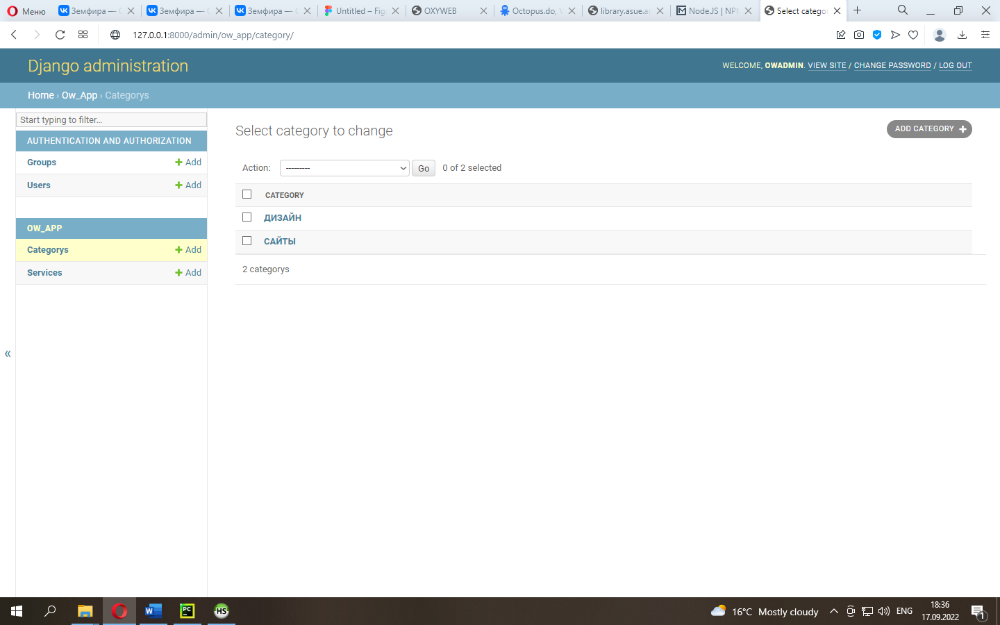 Меню
Земфира — С
Земфира — С
Земфира — С
Untitled – Fig
OXYWEB
Octopus.do, V
library.asue.a
Node.JS | NPM
Select catego
127.0.0.1:8000/admin/ow_app/category/
Django administration
WELCOME, OWADMIN. VIEW SITE / CHANGE PASSWORD / LOG OUT
Home › Ow_App › Categorys
Start typing to filter...
AUTHENTICATION AND AUTHORIZATION
Groups + Add
Users + Add
OW_APP
Categorys + Add
Services + Add
«
Select category to change
ADD CATEGORY +
Action: --------- Go 0 of 2 selected
CATEGORY
ДИЗАЙН
САЙТЫ
2 categorys
W
PC
HS
16°C Mostly cloudy
ENG
18:36
17.09.2022
1